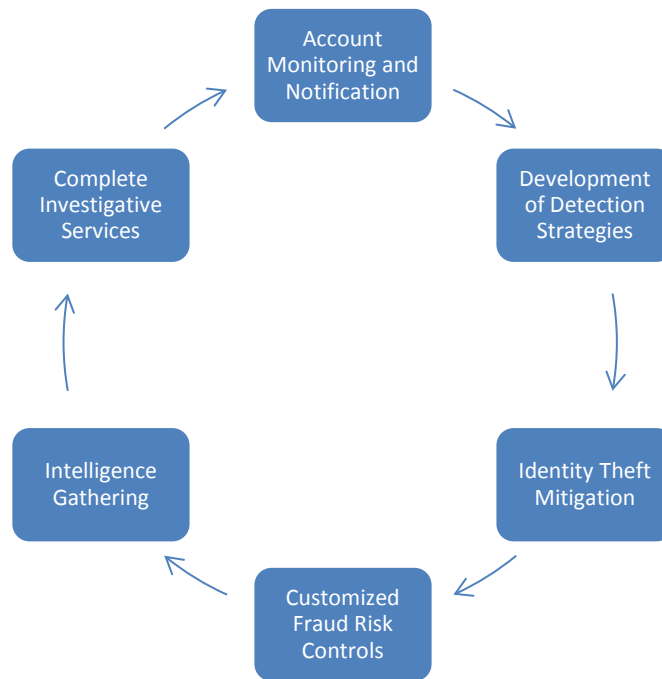 Account
Monitoring and
Notification
Development
of Detection
Strategies
Identity Theft
Mitigation
Customized
Fraud Risk
Controls
Intelligence
Gathering
Complete
Investigative
Services